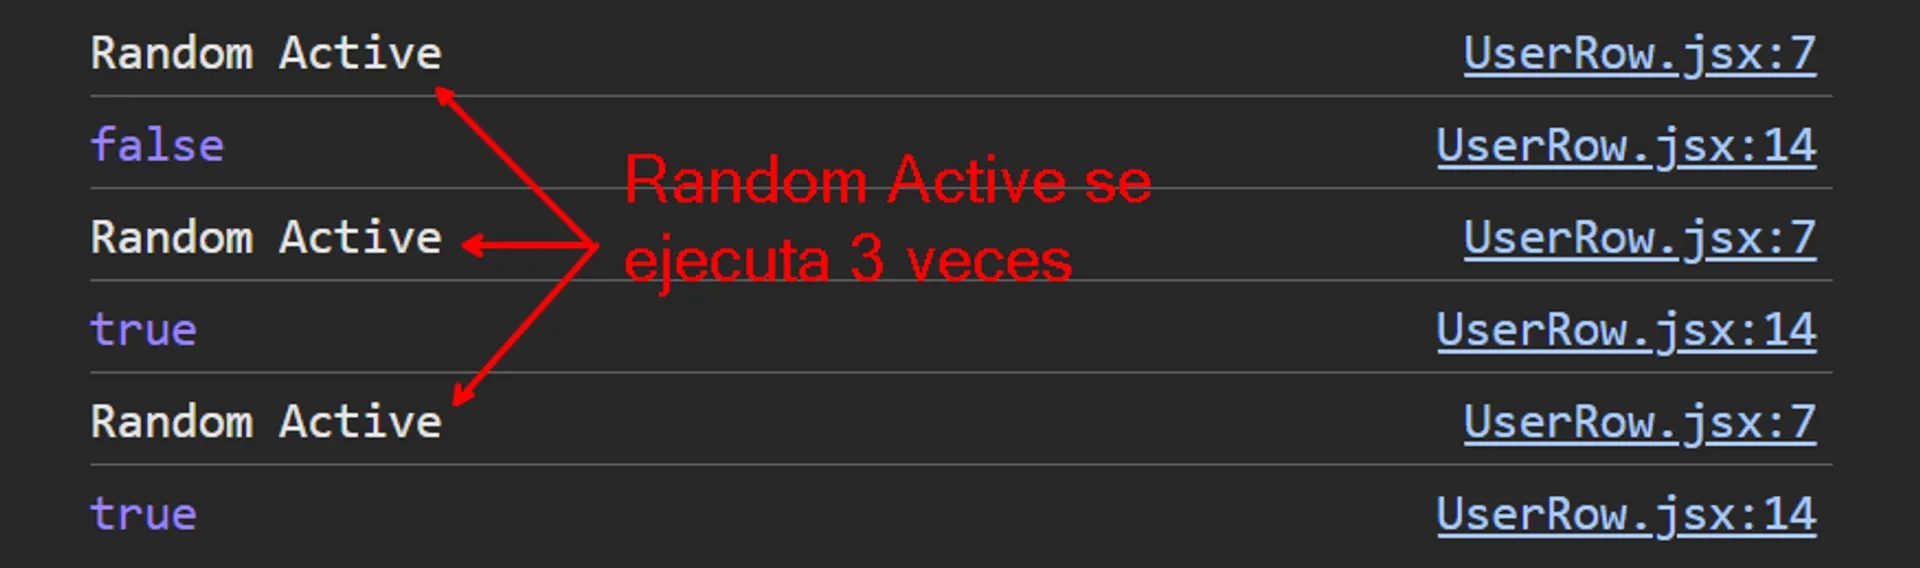 Random Active UserRow.jsx:7
false UserRow.jsx:14
Random Active se
ejecuta 3 veces
Random Active UserRow.jsx:7
true UserRow.jsx:14
Random Active UserRow.jsx:7
true UserRow.jsx:14